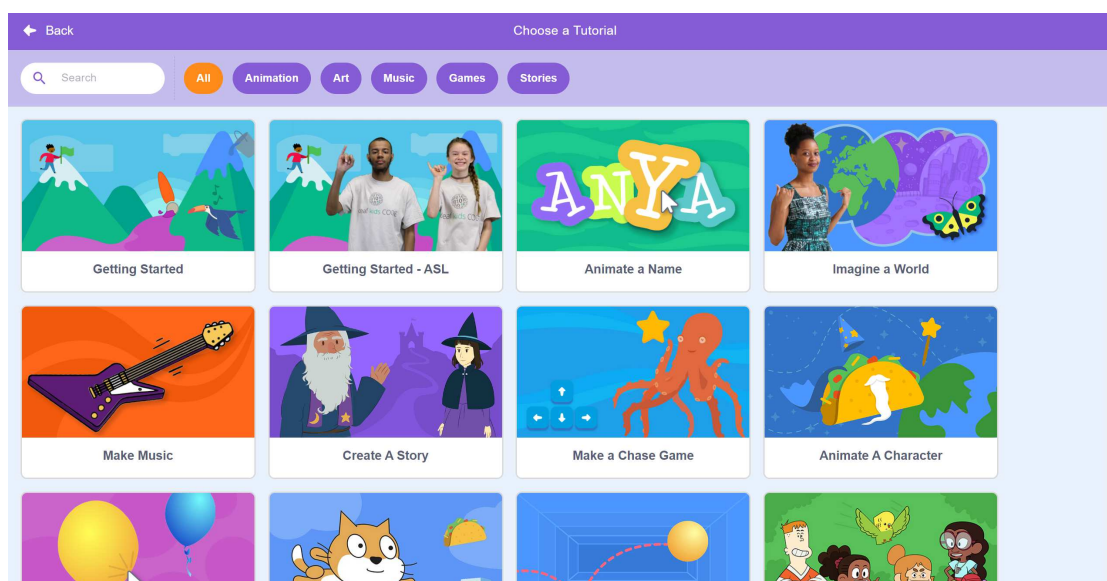 Back
Choose a Tutorial
Search
All
Animation
Art
Music
Games
Stories
ANYA
Getting Started
Getting Started - ASL
Animate a Name
Imagine a World
Make Music
Create A Story
Make a Chase Game
Animate A Character